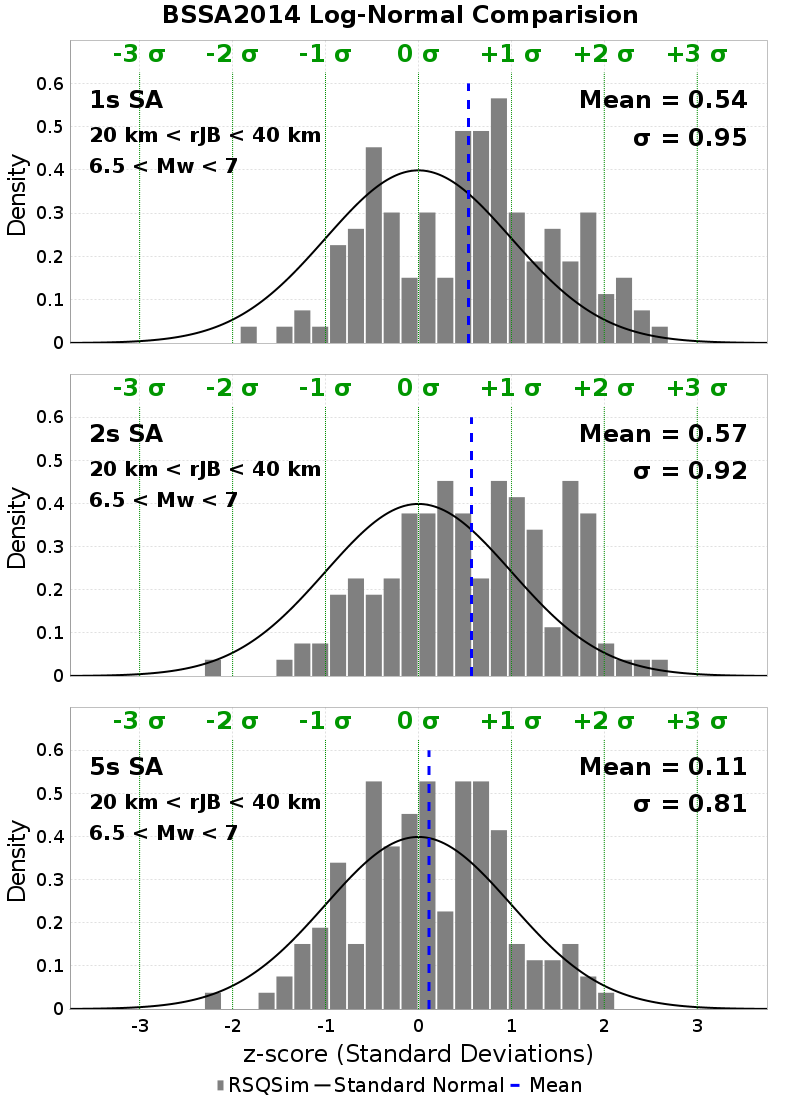 BSSA2014 Log-Normal Comparision
-3 σ -2 σ -1 σ 0 σ +1 σ +2 σ +3 σ
1s SA
20 km < rJB < 40 km
6.5 < Mw < 7
Mean = 0.54
σ = 0.95
Density
0.6
0.5
0.4
0.3
0.2
0.1
0
-3 σ -2 σ -1 σ 0 σ +1 σ +2 σ +3 σ
2s SA
20 km < rJB < 40 km
6.5 < Mw < 7
Mean = 0.57
σ = 0.92
Density
0.6
0.5
0.4
0.3
0.2
0.1
0
-3 σ -2 σ -1 σ 0 σ +1 σ +2 σ +3 σ
5s SA
20 km < rJB < 40 km
6.5 < Mw < 7
Mean = 0.11
σ = 0.81
Density
0.6
0.5
0.4
0.3
0.2
0.1
0
-3 -2 -1 0 1 2 3
z-score (Standard Deviations)
RSQSim Standard Normal Mean